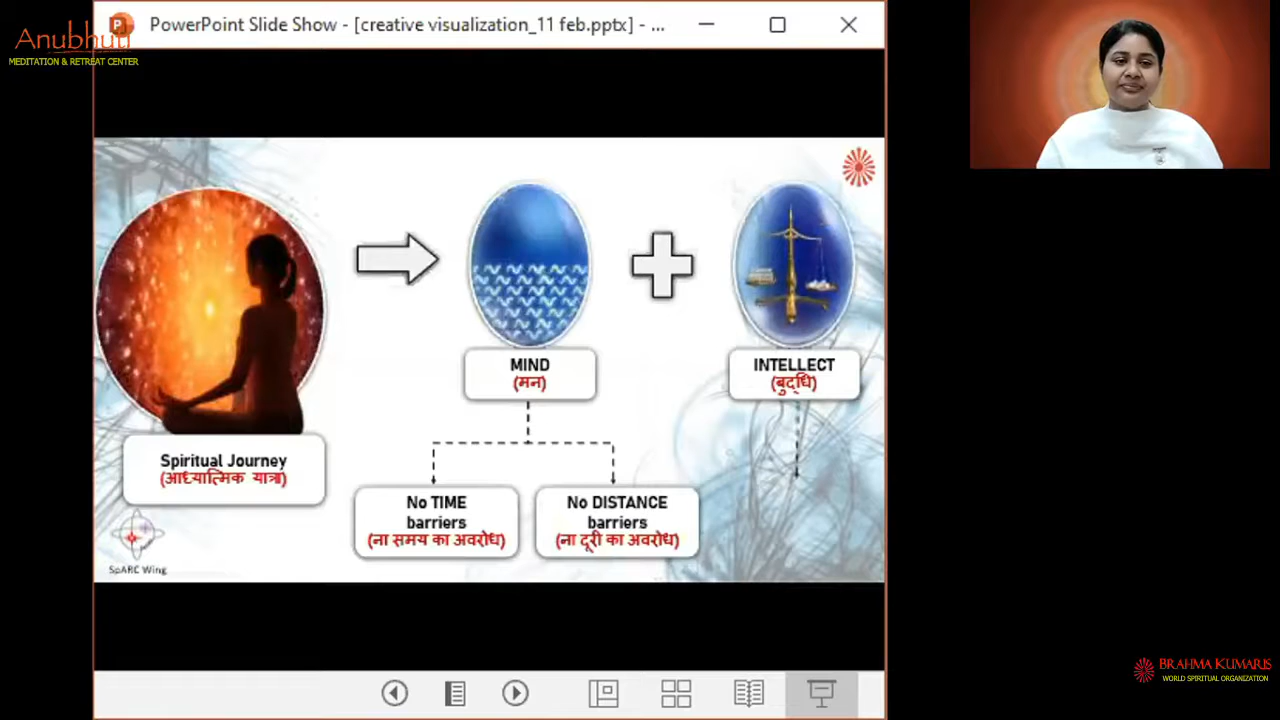 PowerPoint Slide Show - [creative visualization_11 feb.pptx] - ...
Anubhuti
MEDITATION & RETREAT CENTER
MIND
(मन)
INTELLECT
(बुद्धि)
Spiritual Journey
(आध्यात्मिक यात्रा)
No TIME
barriers
(ना समय का अवरोध)
No DISTANCE
barriers
(ना दूरी का अवरोध)
SpARC Wing
BRAHMA KUMARIS
WORLD SPIRITUAL ORGANIZATION